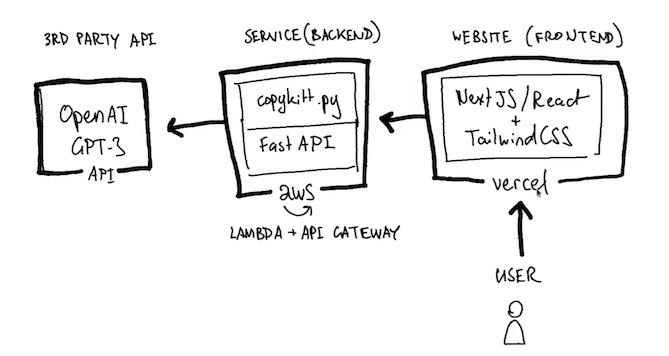 3RD PARTY API
SERVICE (BACKEND)
WEBSITE (FRONTEND)
OpenAI
GPT-3
API
copykitt.py
Fast API
aws
LAMBDA + API GATEWAY
NextJS/React
+
TailwindCSS
vercel
USER